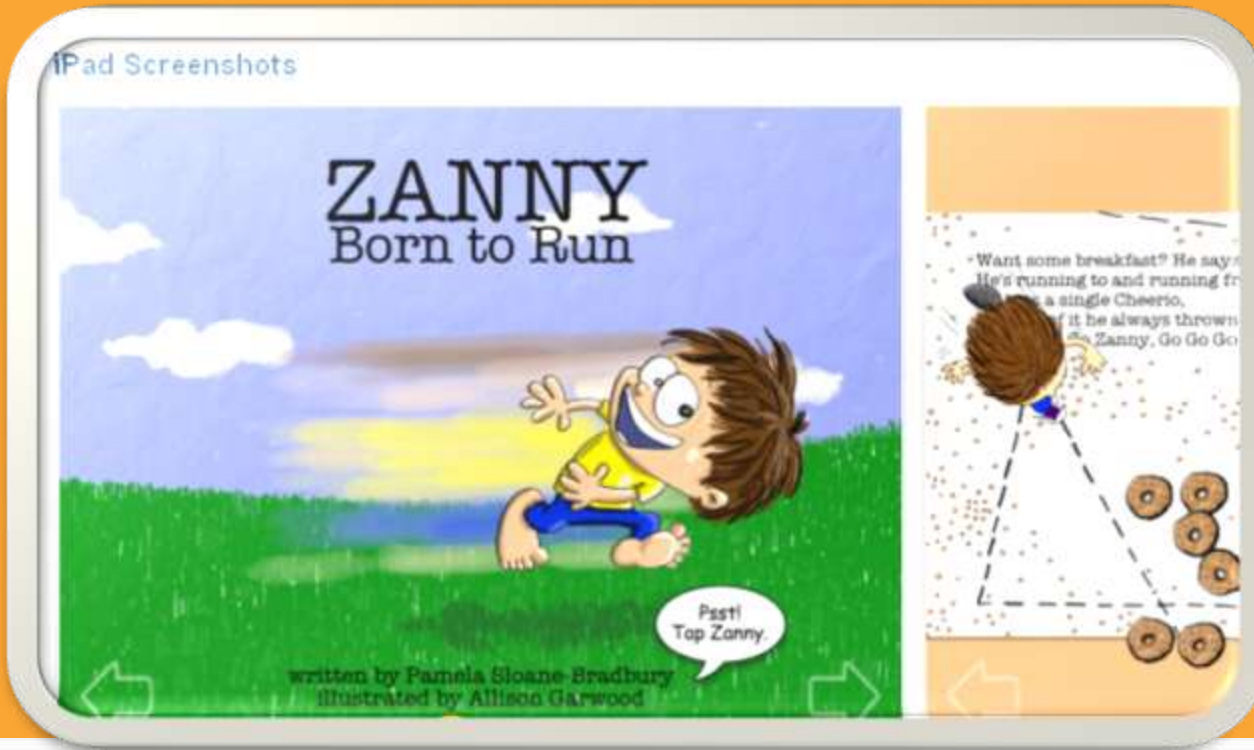 iPad Screenshots
ZANNY
Born to Run
Psst!
Tap Zanny.
written by Pamela Sloane-Bradbury
illustrated by Allison Garwood
Want some breakfast? He say
He's running to and running fr
a single Cheerio,
of it he always thrown
Go Zanny, Go Go Go